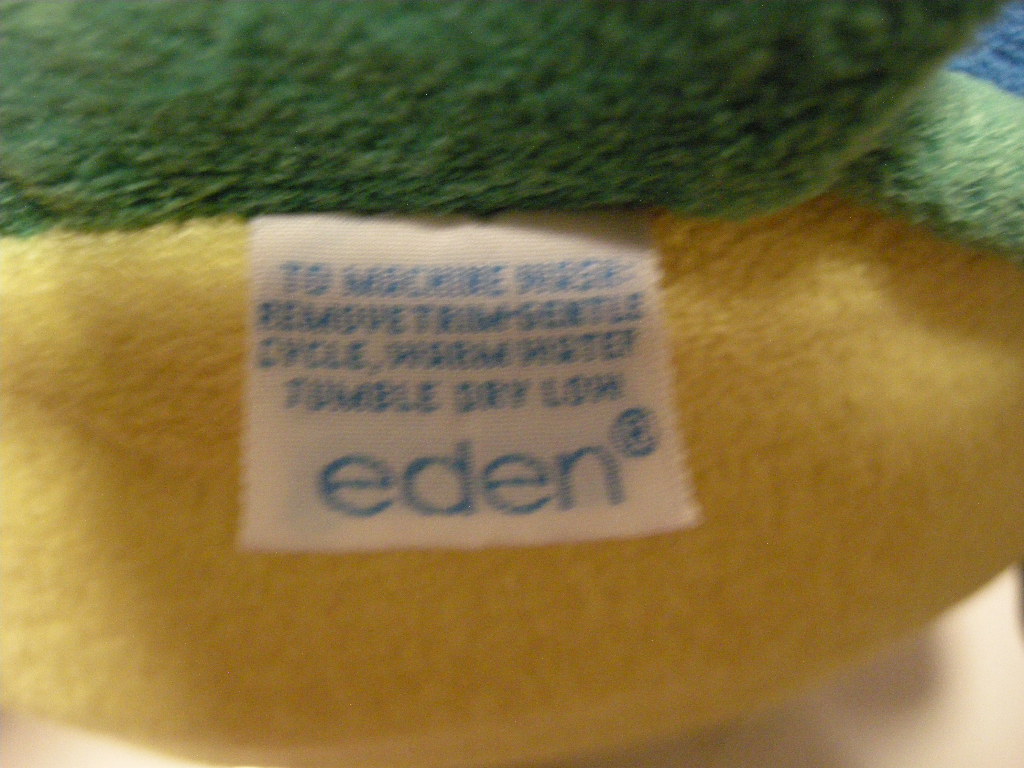 TO MACHINE WASH-
REMOVE TRIM-GENTLE
CYCLE, WARM WATER
TUMBLE DRY LOW
eden®